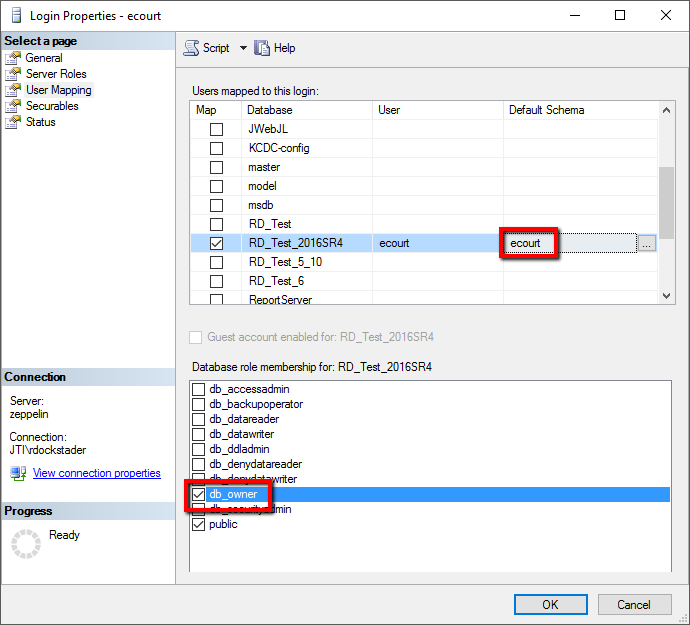 Login Properties - ecourt
Select a page
General
Server Roles
User Mapping
Securables
Status
Connection
Server:
zeppelin
Connection:
JTI\rdockstader
View connection properties
Progress
Ready
Script Help
Users mapped to this login:
Map Database User Default Schema
JWebJL
KCDC-config
master
model
msdb
RD_Test
RD_Test_2016SR4 ecourt ecourt ...
RD_Test_5_10
RD_Test_6
ReportServer
Guest account enabled for: RD_Test_2016SR4
Database role membership for: RD_Test_2016SR4
db_accessadmin
db_backupoperator
db_datareader
db_datawriter
db_ddladmin
db_denydatareader
db_denydatawriter
db_owner
db_securityadmin
public
OK Cancel